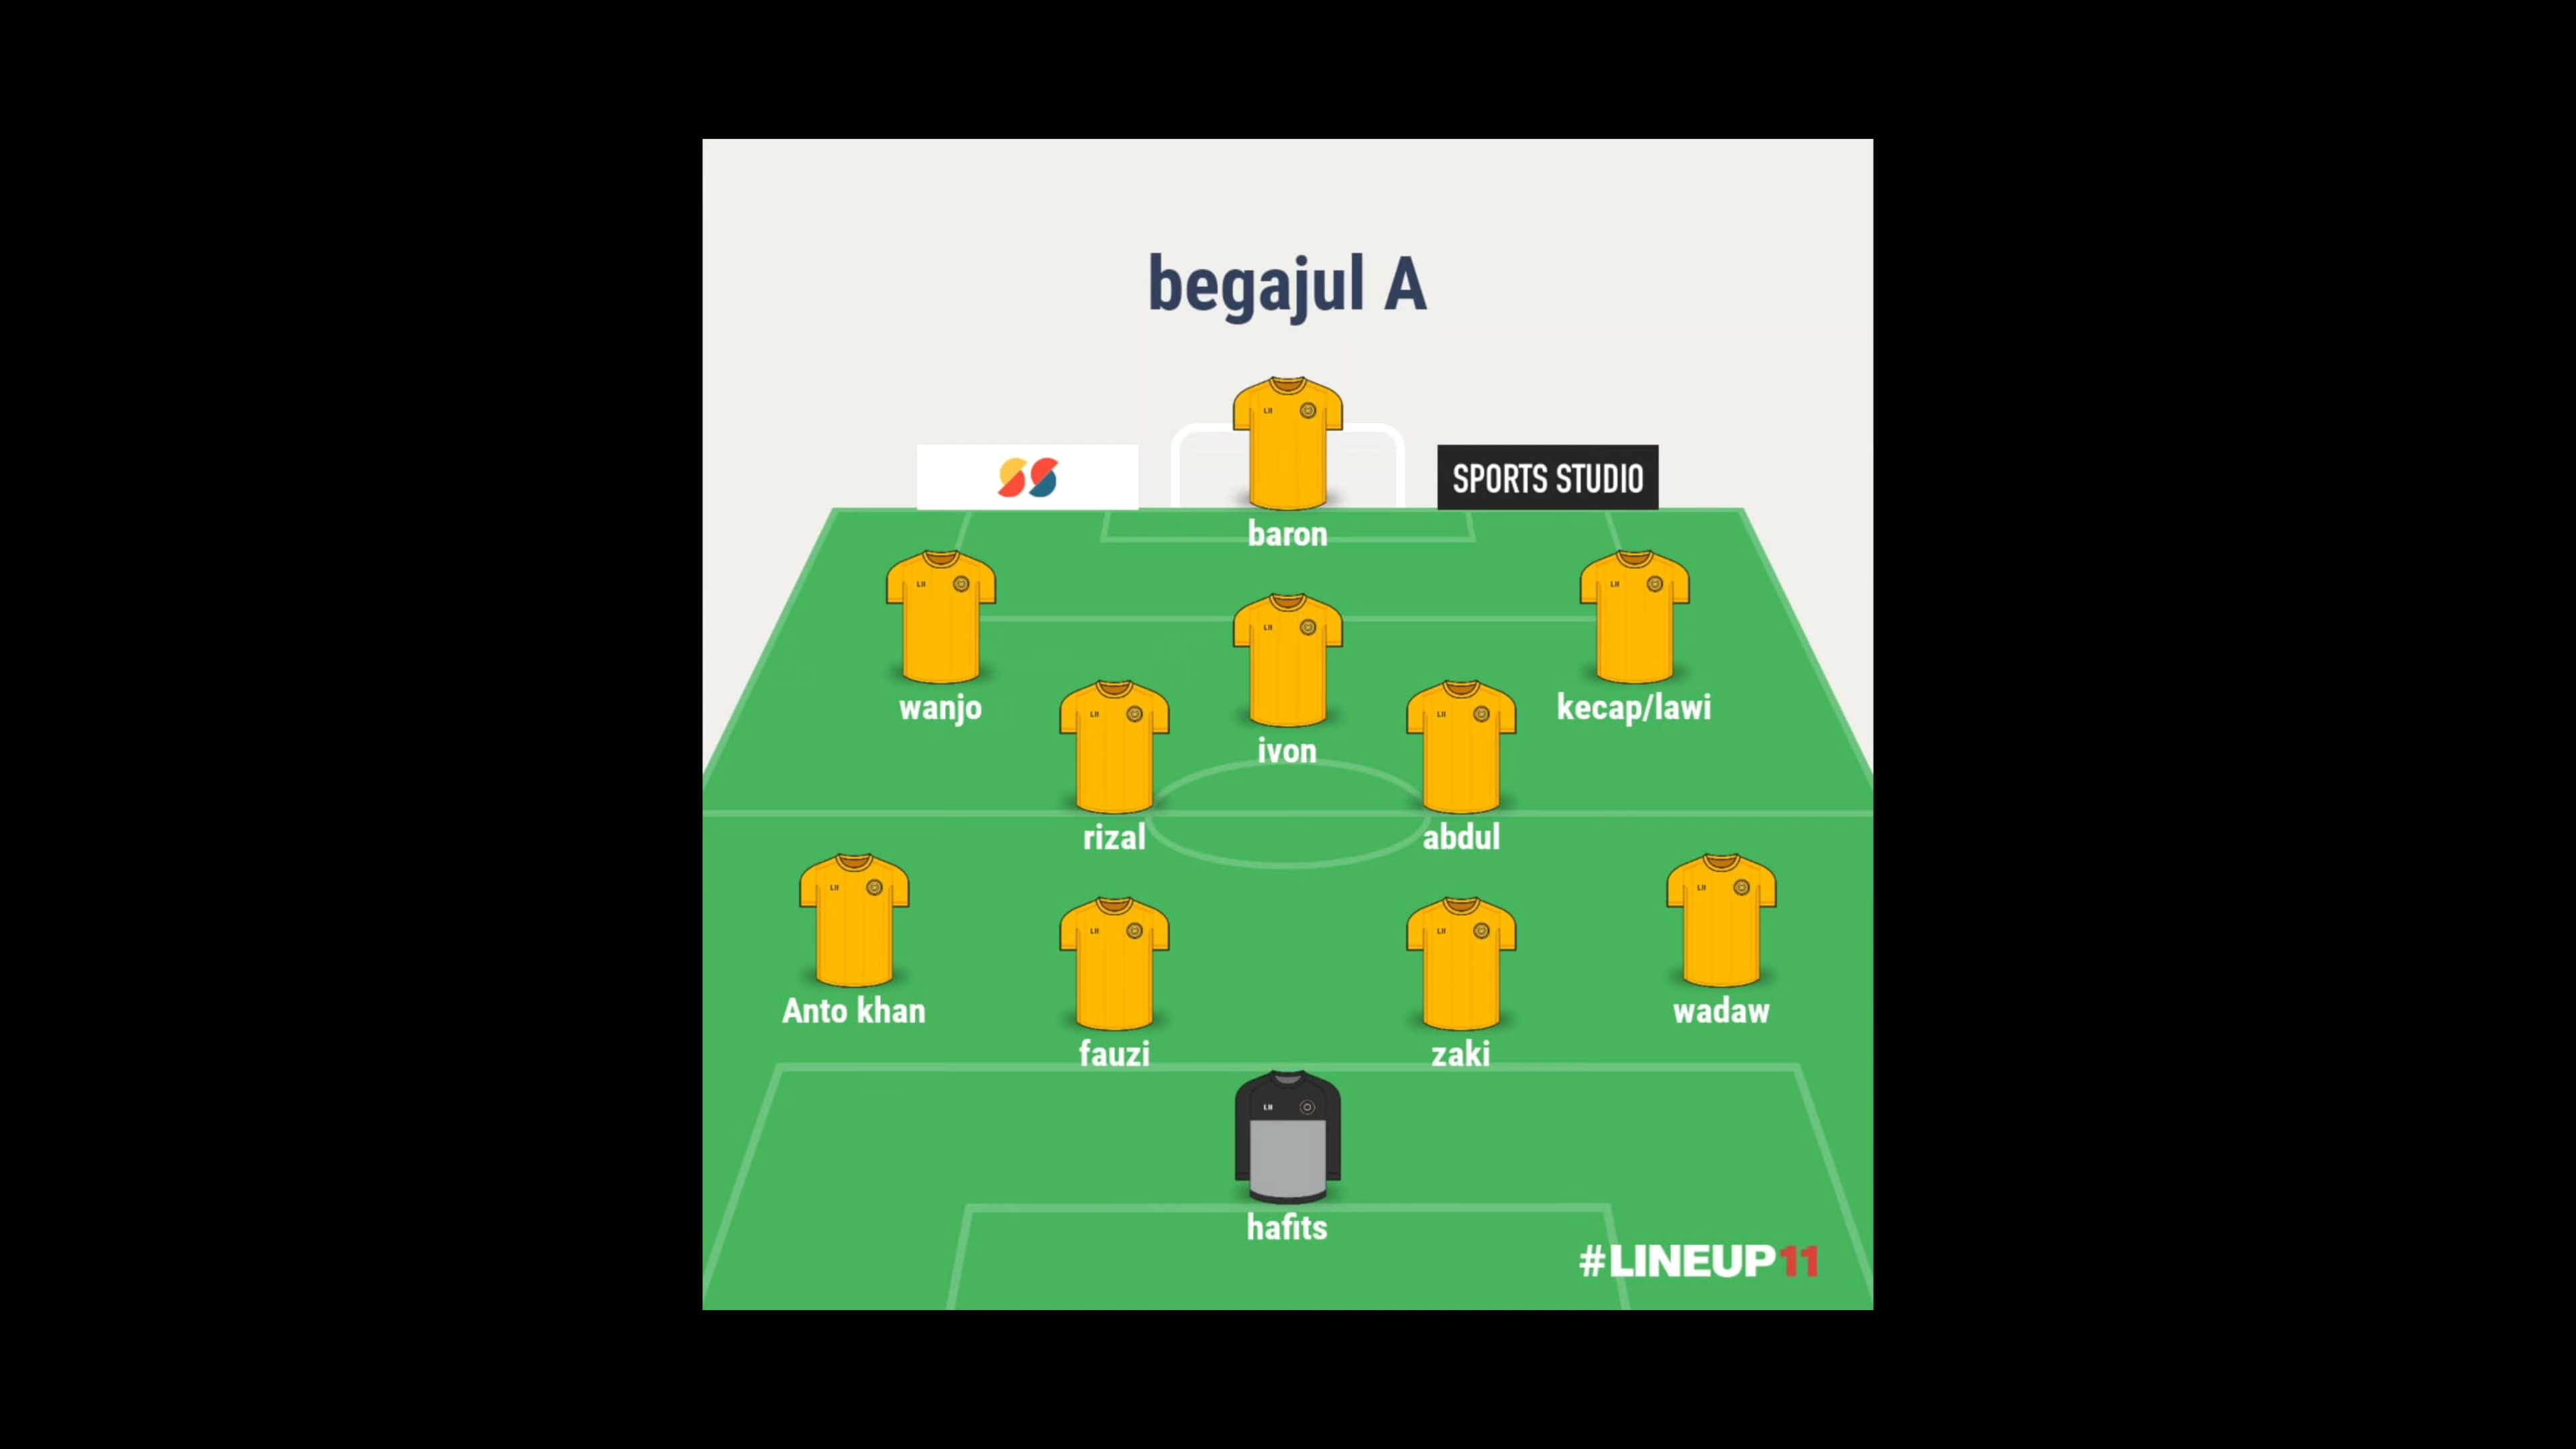 begajul A
SPORTS STUDIO
baron
wanjo
kecap/lawi
ivon
rizal
abdul
Anto khan
wadaw
fauzi
zaki
hafits
#LINEUP11